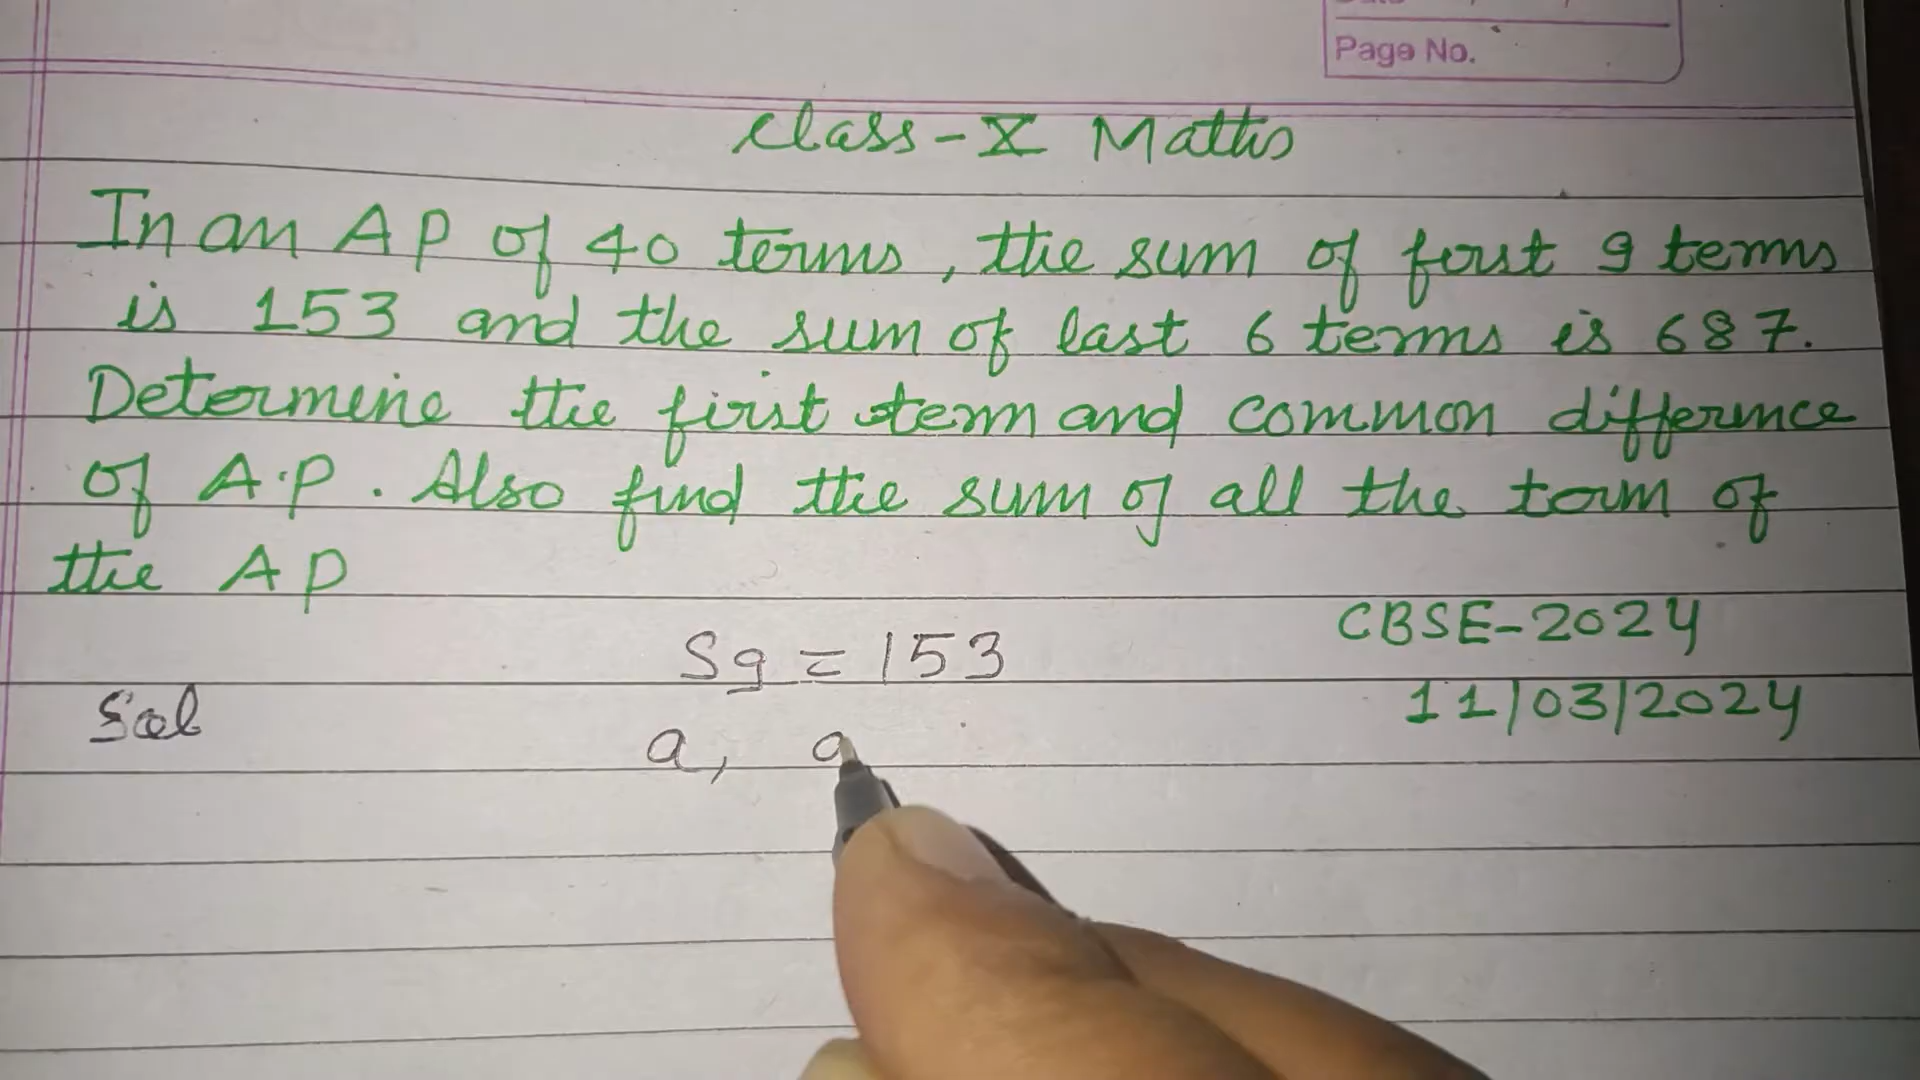 Page No.
Class-X Maths
In an AP of 40 terms, the sum of first 9 terms
is 153 and the sum of last 6 terms is 687.
Determine the first term and common difference
of A.P. Also find the sum of all the term of
the AP
CBSE-2024
S9 = 153
11/03/2024
Sol
a, a